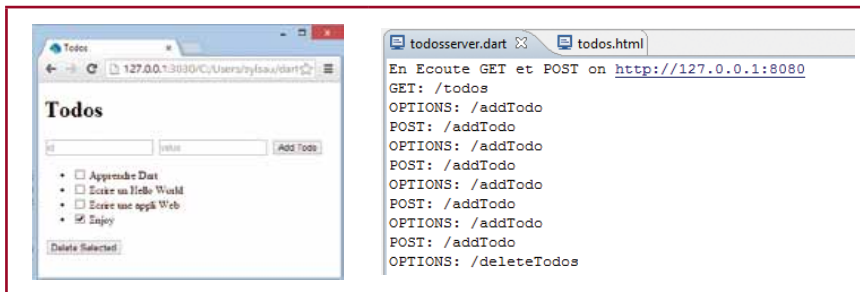 Todos
127.0.0.1:3030/C:/Users/sylsau/dart
Todos
id value Add Todo
Apprendre Dart
Ecrire un Hello World
Ecrire une appli Web
Enjoy
Delete Selected
todosserver.dart todos.html
En Ecoute GET et POST on http://127.0.0.1:8080
GET: /todos
OPTIONS: /addTodo
POST: /addTodo
OPTIONS: /addTodo
POST: /addTodo
OPTIONS: /addTodo
POST: /addTodo
OPTIONS: /addTodo
POST: /addTodo
OPTIONS: /deleteTodos